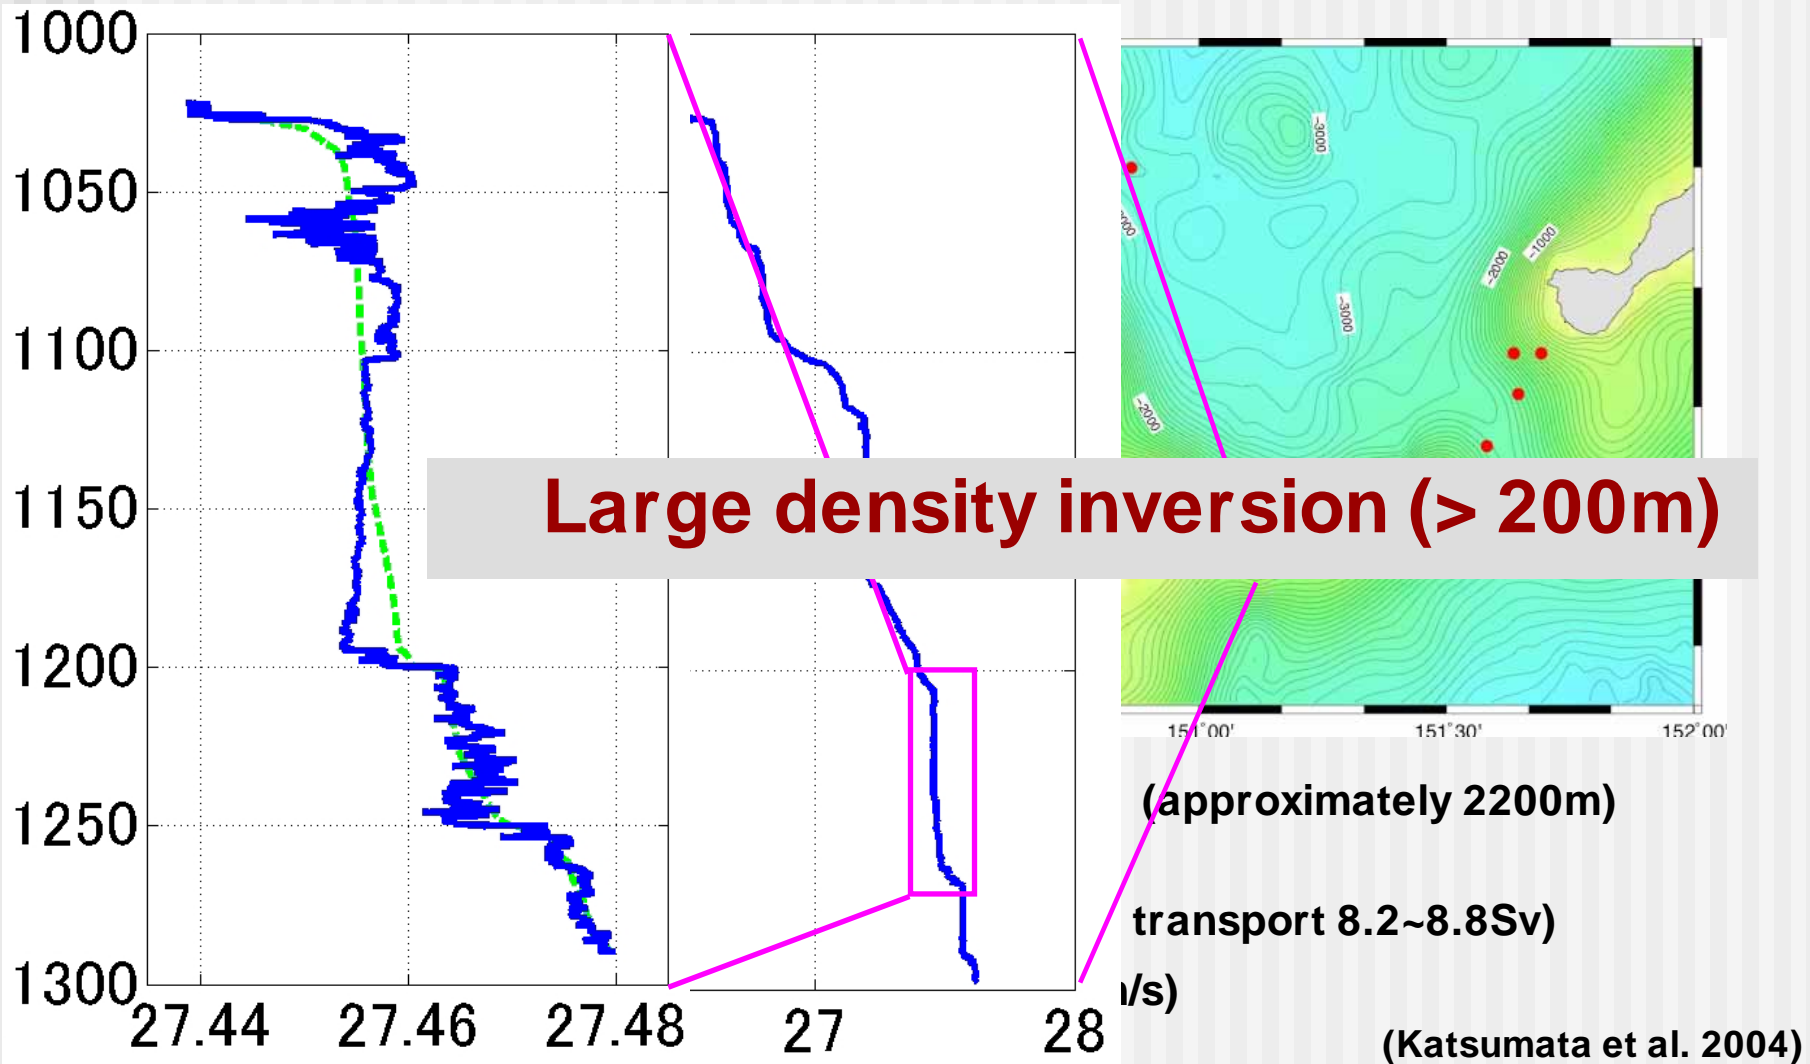 1000
1050
1100
1150
1200
1250
1300
27.44 27.46 27.48
27 28
-3000
-1000
-2000
-3000
-2000
Large density inversion (> 200m)
151°00' 151°30' 152°00'
(approximately 2200m)
transport 8.2~8.8Sv)
/s)
(Katsumata et al. 2004)